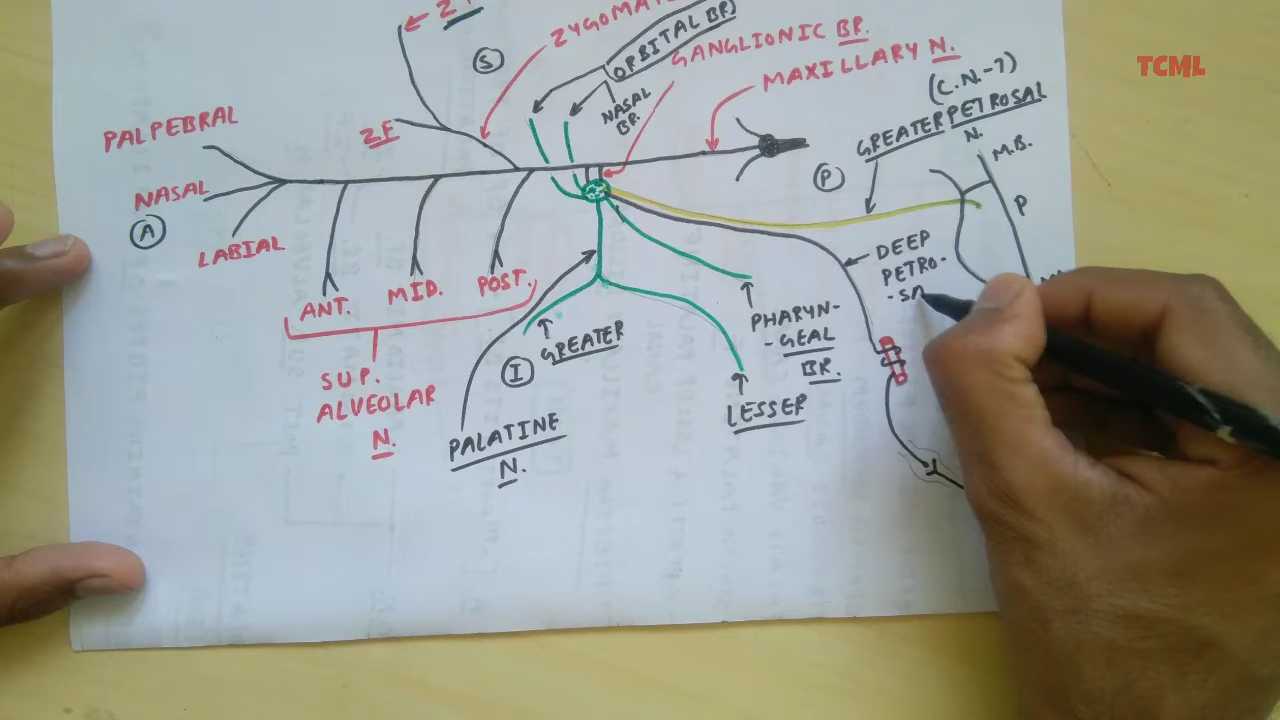 Z
(S)
ZYGOMAT
(ORBITAL BR)
GANGLIONIC BR.
MAXILLARY N.
TCML
(C.N.-7)
GREATER PETROSAL
N.
M.B.
P
PALPEBRAL
ZF
NASAL
BR.
(P)
NASAL
(A)
LABIAL
ANT.
MID.
POST.
DEEP
PETRO-
-SA
SUP.
ALVEOLAR
N.
(I)
GREATER
PHARYN-
-GEAL
BR.
LESSER
PALATINE
N.